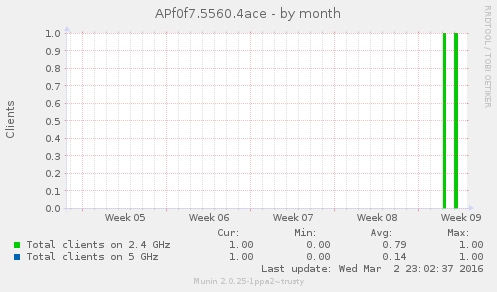 APf0f7.5560.4ace - by month
RRDTOOL / TOBI OETIKER
Clients
1.0
0.9
0.8
0.7
0.6
0.5
0.4
0.3
0.2
0.1
0.0
Week 05 Week 06 Week 07 Week 08 Week 09
Cur: Min: Avg: Max:
Total clients on 2.4 GHz 1.00 0.00 0.79 1.00
Total clients on 5 GHz 1.00 0.00 0.14 1.00
Last update: Wed Mar 2 23:02:37 2016
Munin 2.0.25-1ppa2~trusty